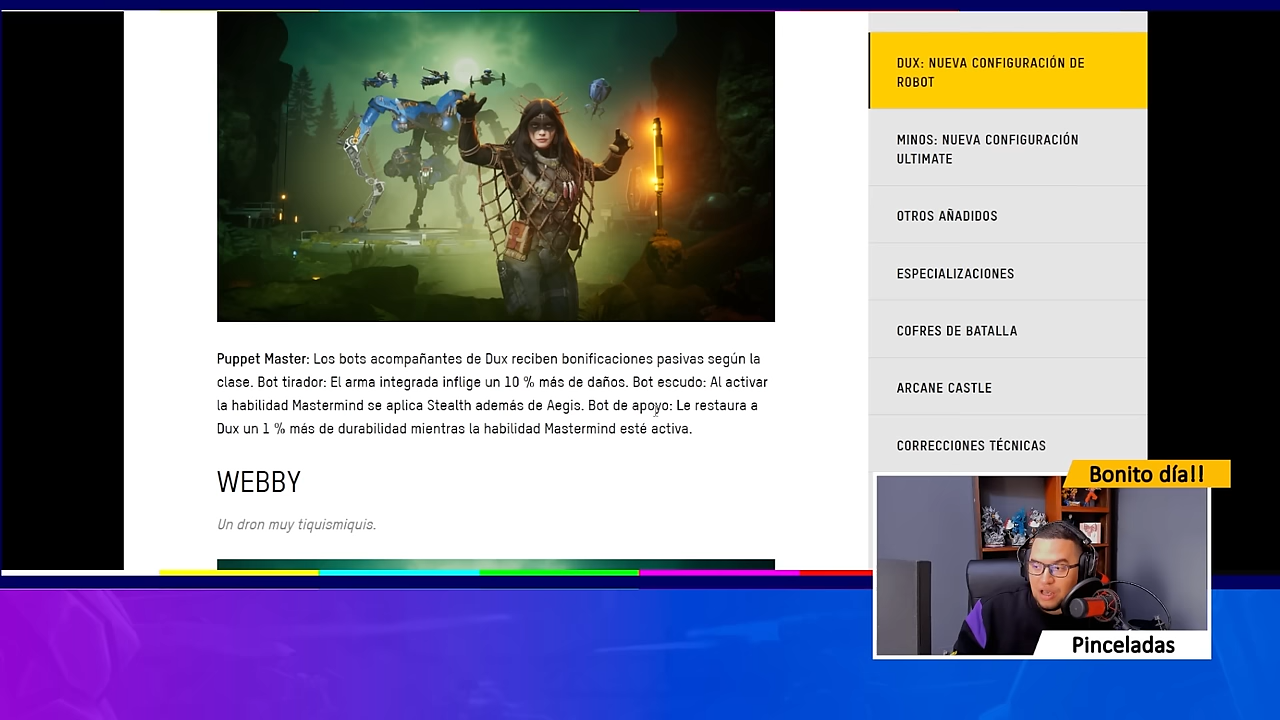 Puppet Master: Los bots acompañantes de Dux reciben bonificaciones pasivas según la
clase. Bot tirador: El arma integrada inflige un 10 % más de daños. Bot escudo: Al activar
la habilidad Mastermind se aplica Stealth además de Aegis. Bot de apoyo: Le restaura a
Dux un 1 % más de durabilidad mientras la habilidad Mastermind esté activa.
WEBBY
Un dron muy tiquismiquis.
DUX: NUEVA CONFIGURACIÓN DE
ROBOT
MINOS: NUEVA CONFIGURACIÓN
ULTIMATE
OTROS AÑADIDOS
ESPECIALIZACIONES
COFRES DE BATALLA
ARCANE CASTLE
CORRECCIONES TÉCNICAS
Bonito día!!
Pinceladas